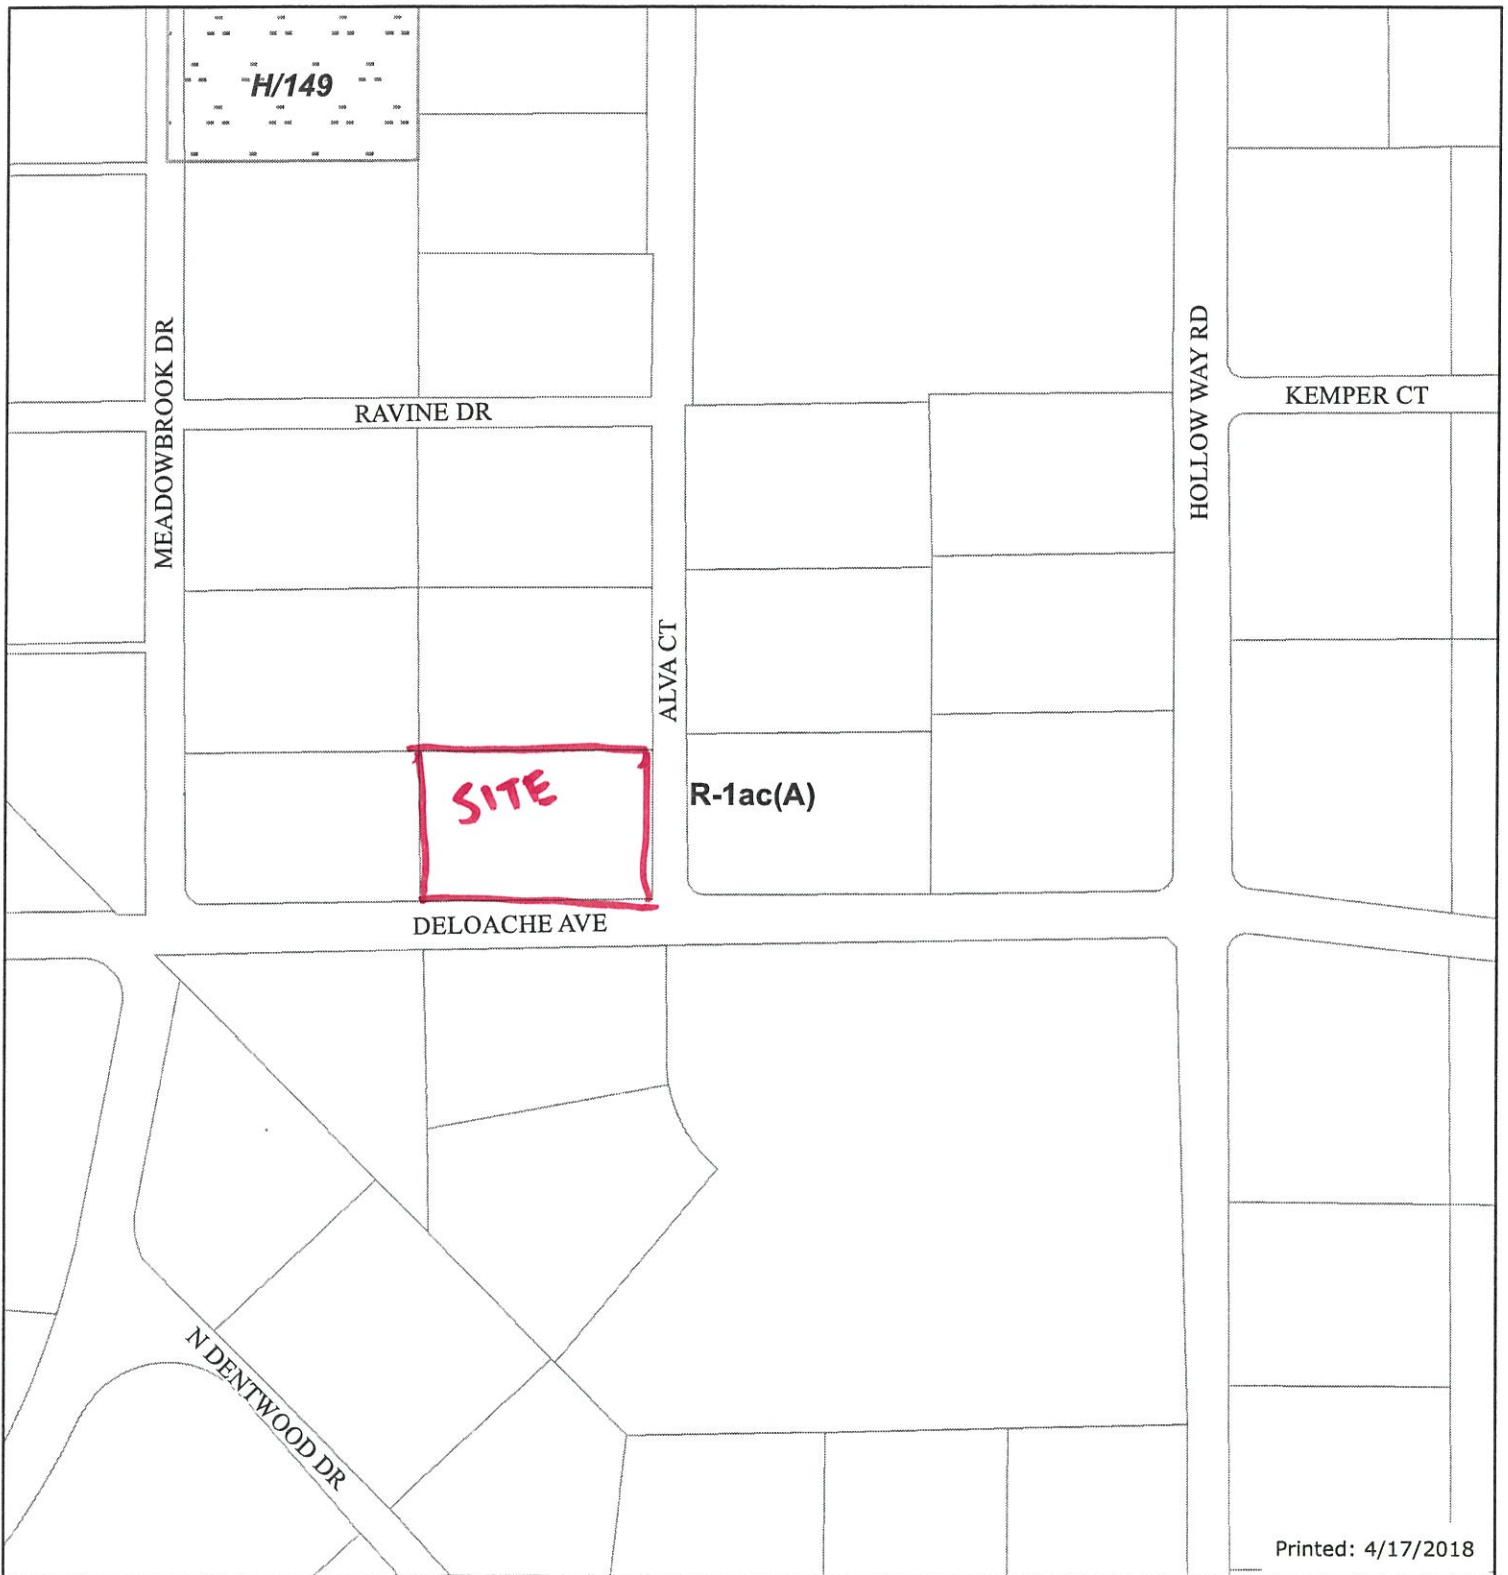 H/149
MEADOWBROOK DR
RAVINE DR
HOLLOW WAY RD
KEMPER CT
ALVA CT
SITE
R-1ac(A)
DELOACHE AVE
N DENTWOOD DR
Printed: 4/17/2018